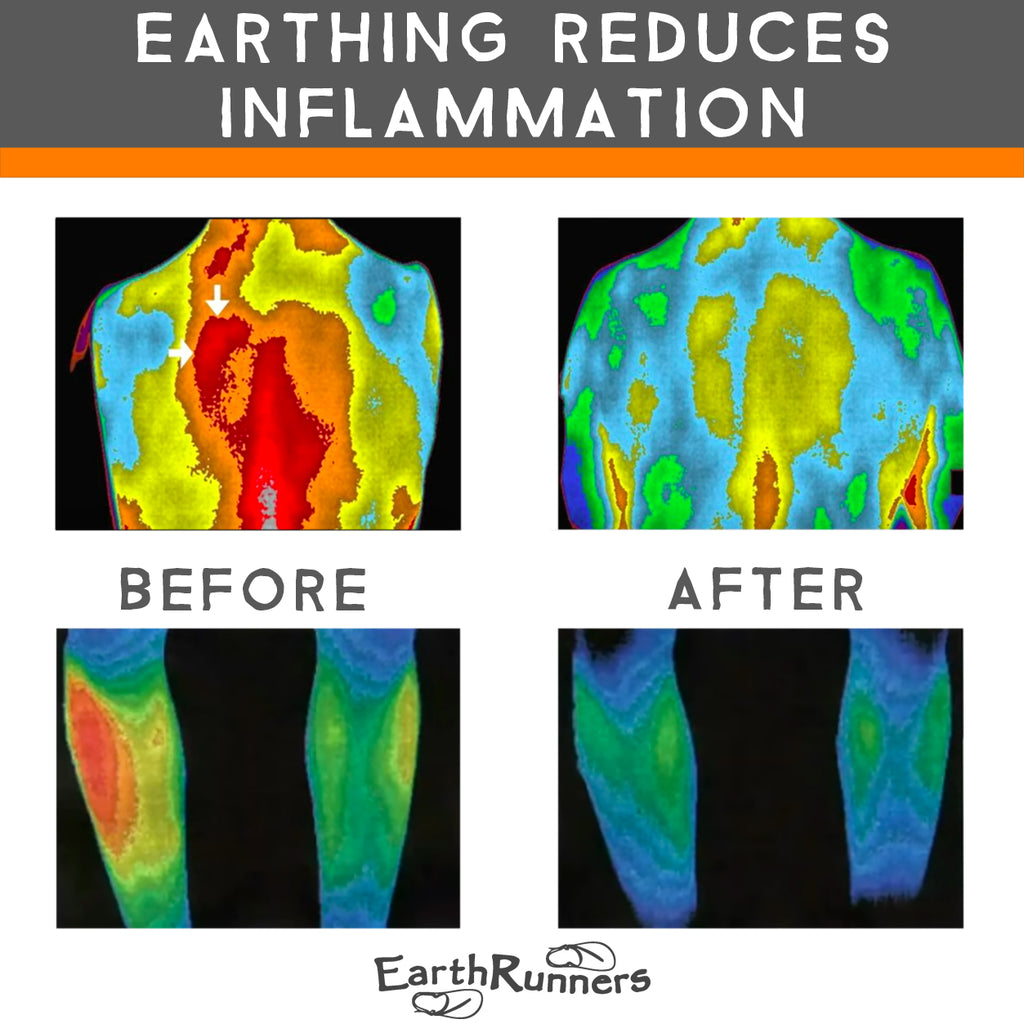 EARTHING REDUCES
INFLAMMATION
BEFORE
AFTER
EarthRunners